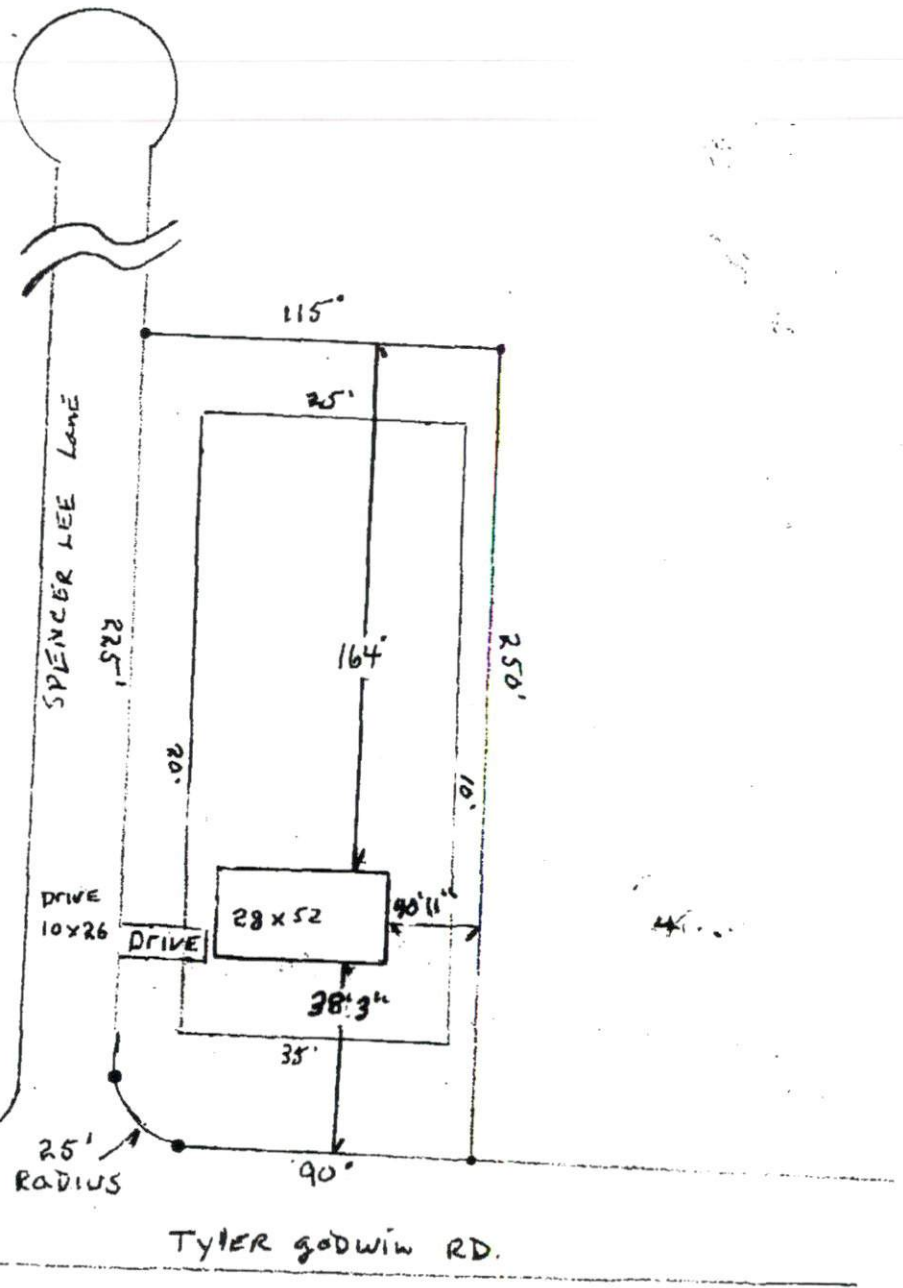 115'
25'
SPENCER LEE Lane
225'
164'
250'
20'
10'
DRIVE
10x26
DRIVE
28 x 52
40'11"
38'3"
35'
25'
RADIUS
90'
TYLER GODWIN RD.